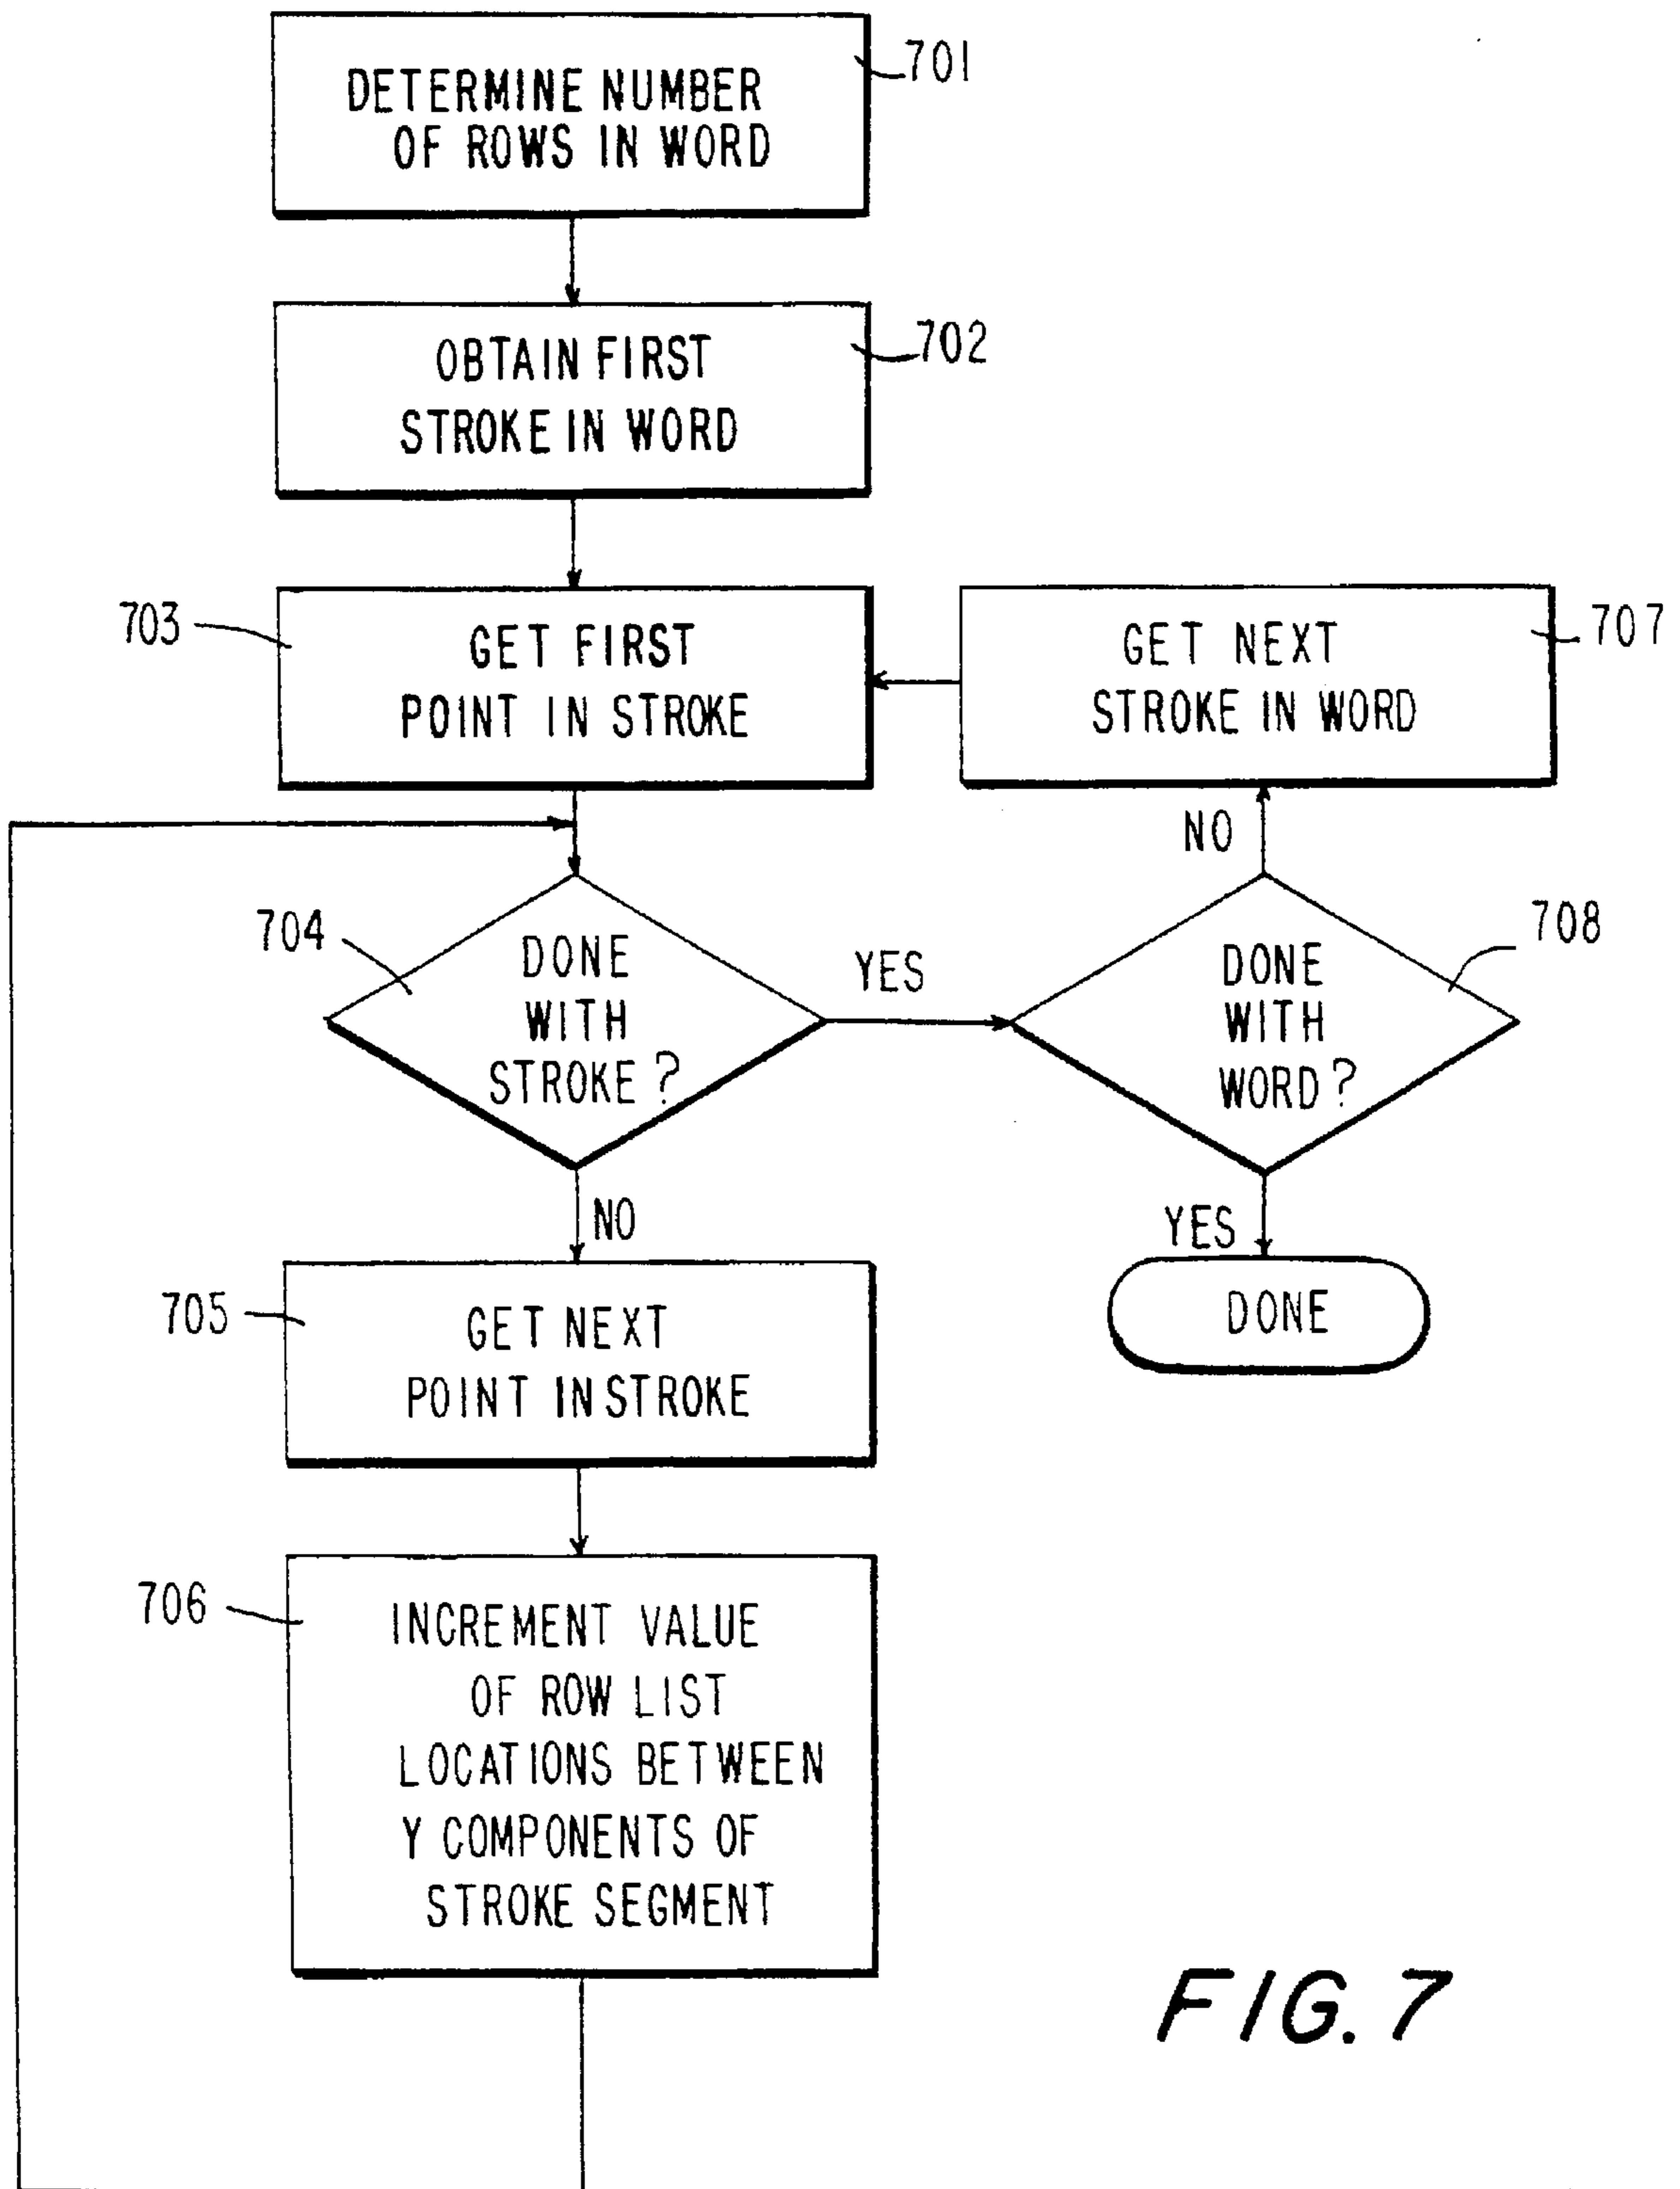 DETERMINE NUMBER
OF ROWS IN WORD
701
OBTAIN FIRST
STROKE IN WORD
702
703
GET FIRST
POINT IN STROKE
GET NEXT
STROKE IN WORD
707
NO
704
DONE
WITH
STROKE?
YES
DONE
WITH
WORD?
708
NO
YES
705
GET NEXT
POINT IN STROKE
DONE
706
INCREMENT VALUE
OF ROW LIST
LOCATIONS BETWEEN
Y COMPONENTS OF
STROKE SEGMENT
FIG. 7